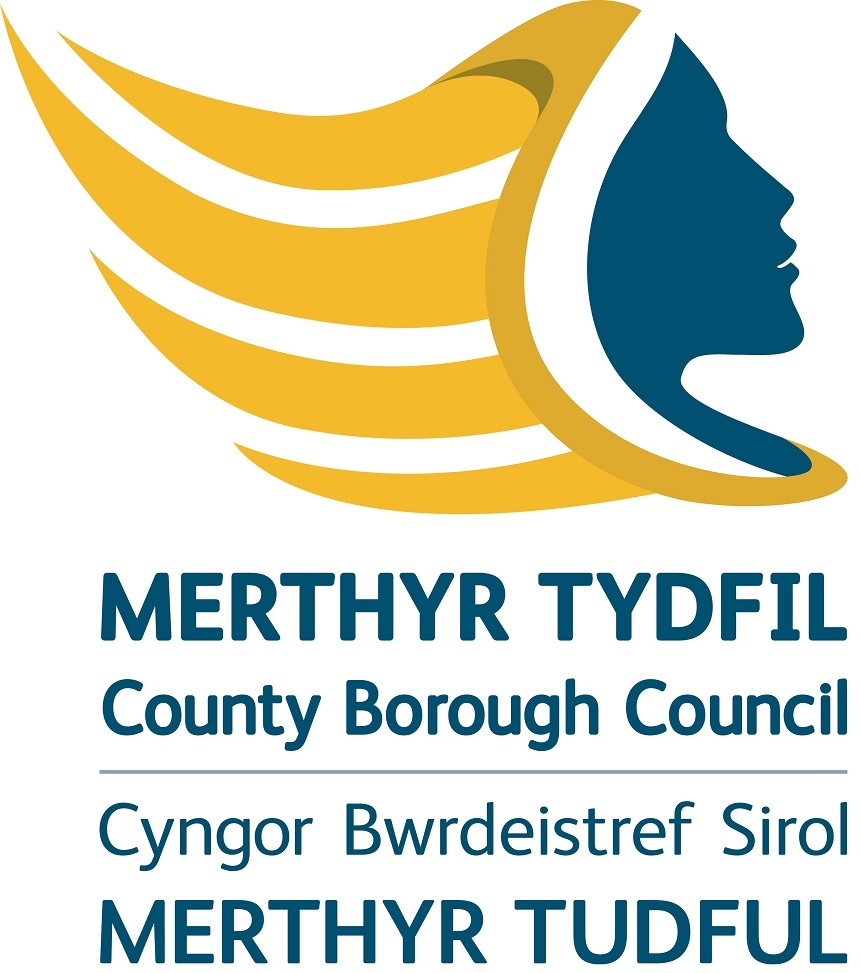 MERTHYR TYDFIL
County Borough Council
Cyngor Bwrdeistref Sirol
MERTHYR TUDFUL